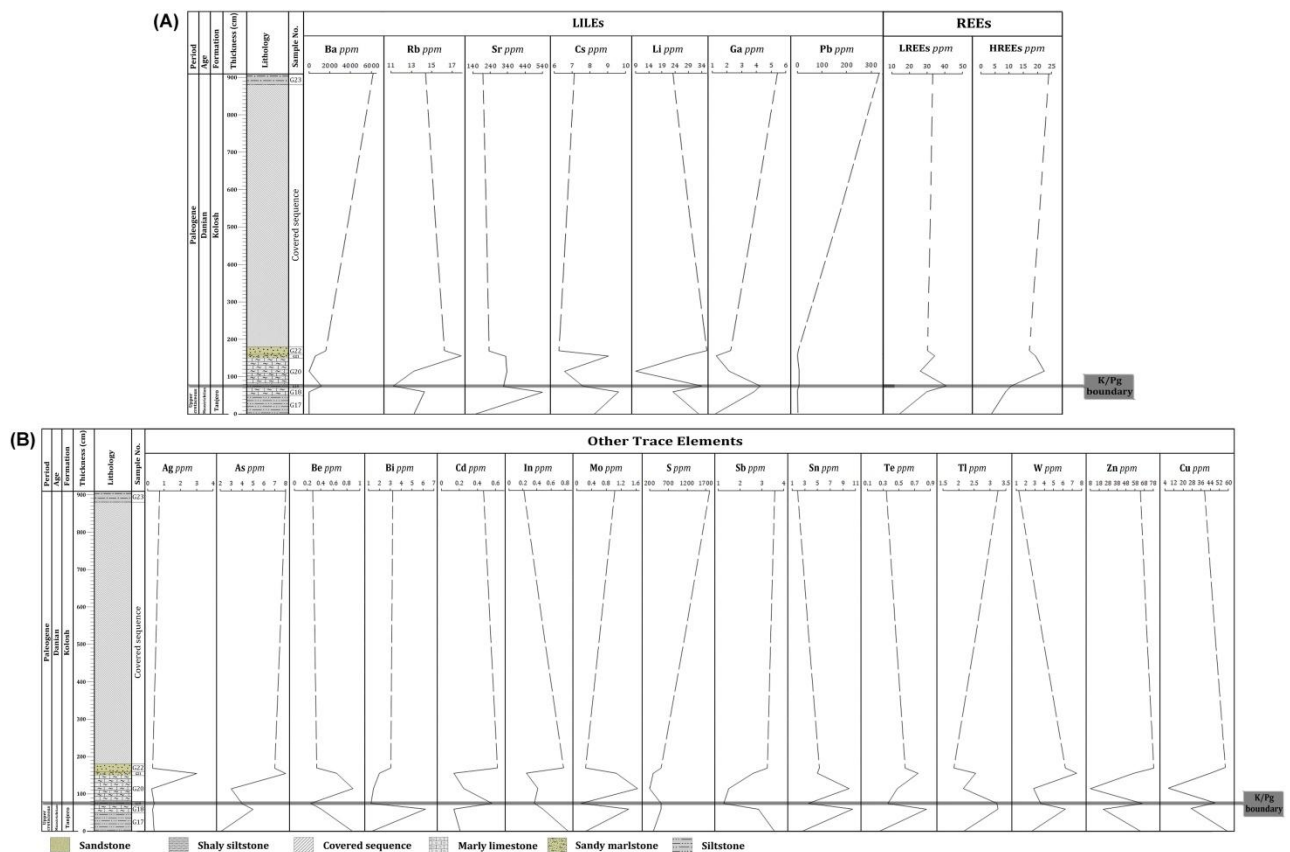 (A)
LILEs
REEs
Period
Age
Formation
Thickness (cm)
Lithology
Sample No.
Ba ppm
Rb ppm
Sr ppm
Cs ppm
Li ppm
Ga ppm
Pb ppm
LREEs ppm
HREEs ppm
0 2000 4000 6000
11 13 15 17
140 240 340 440 540
6 7 8 9 10
9 14 19 24 29 34
1 2 3 4 5 6
0 100 200 300
10 20 30 40 50
0 5 10 15 20 25
900
800
700
600
500
400
300
200
100
0
Paleogene
Danian
Kolosh
Covered sequence
Upper
Tanjero
G23
G22
G20
G18
G17
K/Pg
boundary
(B)
Other Trace Elements
Period
Age
Formation
Thickness (cm)
Lithology
Sample No.
Ag ppm
As ppm
Be ppm
Bi ppm
Cd ppm
In ppm
Mo ppm
S ppm
Sb ppm
Sn ppm
Te ppm
Tl ppm
W ppm
Zn ppm
Cu ppm
0 1 2 3 4
2 3 4 5 6 7 8
0 0.2 0.4 0.6 0.8 1
1 2 3 4 5 6 7
0 0.2 0.4 0.6
0 0.2 0.4 0.6 0.8 1
0 0.4 0.8 1.2 1.6
200 700 1200 1700
1 2 3 4
1 3 5 7 9 11
0.1 0.3 0.5 0.7 0.9
1.5 2 2.5 3 3.5
1 2 3 4 5 6 7 8
8 18 28 38 48 58 68 78
4 12 20 28 36 44 52 60
900
800
700
600
500
400
300
200
100
0
Paleogene
Danian
Kolosh
Covered sequence
Upper
Tanjero
G23
G22
G20
G18
G17
K/Pg
boundary
Sandstone
Shaly siltstone
Covered sequence
Marly limestone
Sandy marlstone
Siltstone